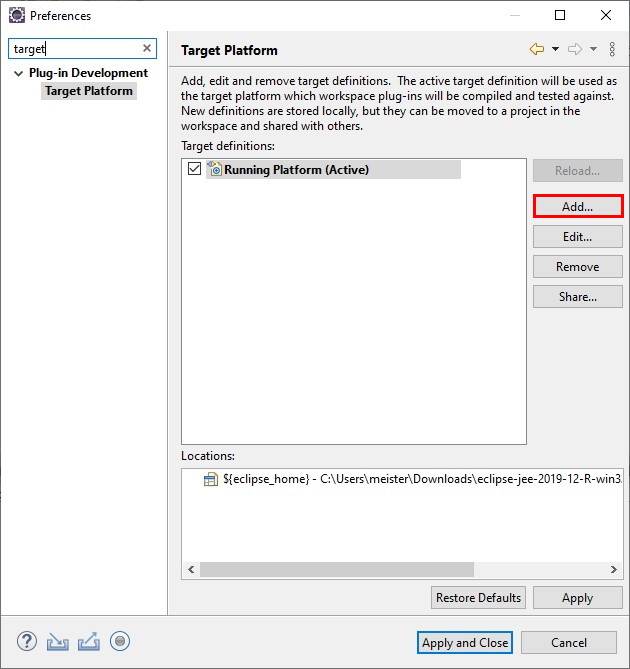 Preferences
target
Plug-in Development
Target Platform
Target Platform
Add, edit and remove target definitions.  The active target definition will be used as
the target platform which workspace plug-ins will be compiled and tested against.
New definitions are stored locally, but they can be moved to a project in the
workspace and shared with others.
Target definitions:
Running Platform (Active)
Reload...
Add...
Edit...
Remove
Share...
Locations:
${eclipse_home} - C:\Users\meister\Downloads\eclipse-jee-2019-12-R-win3
Restore Defaults
Apply
Apply and Close
Cancel